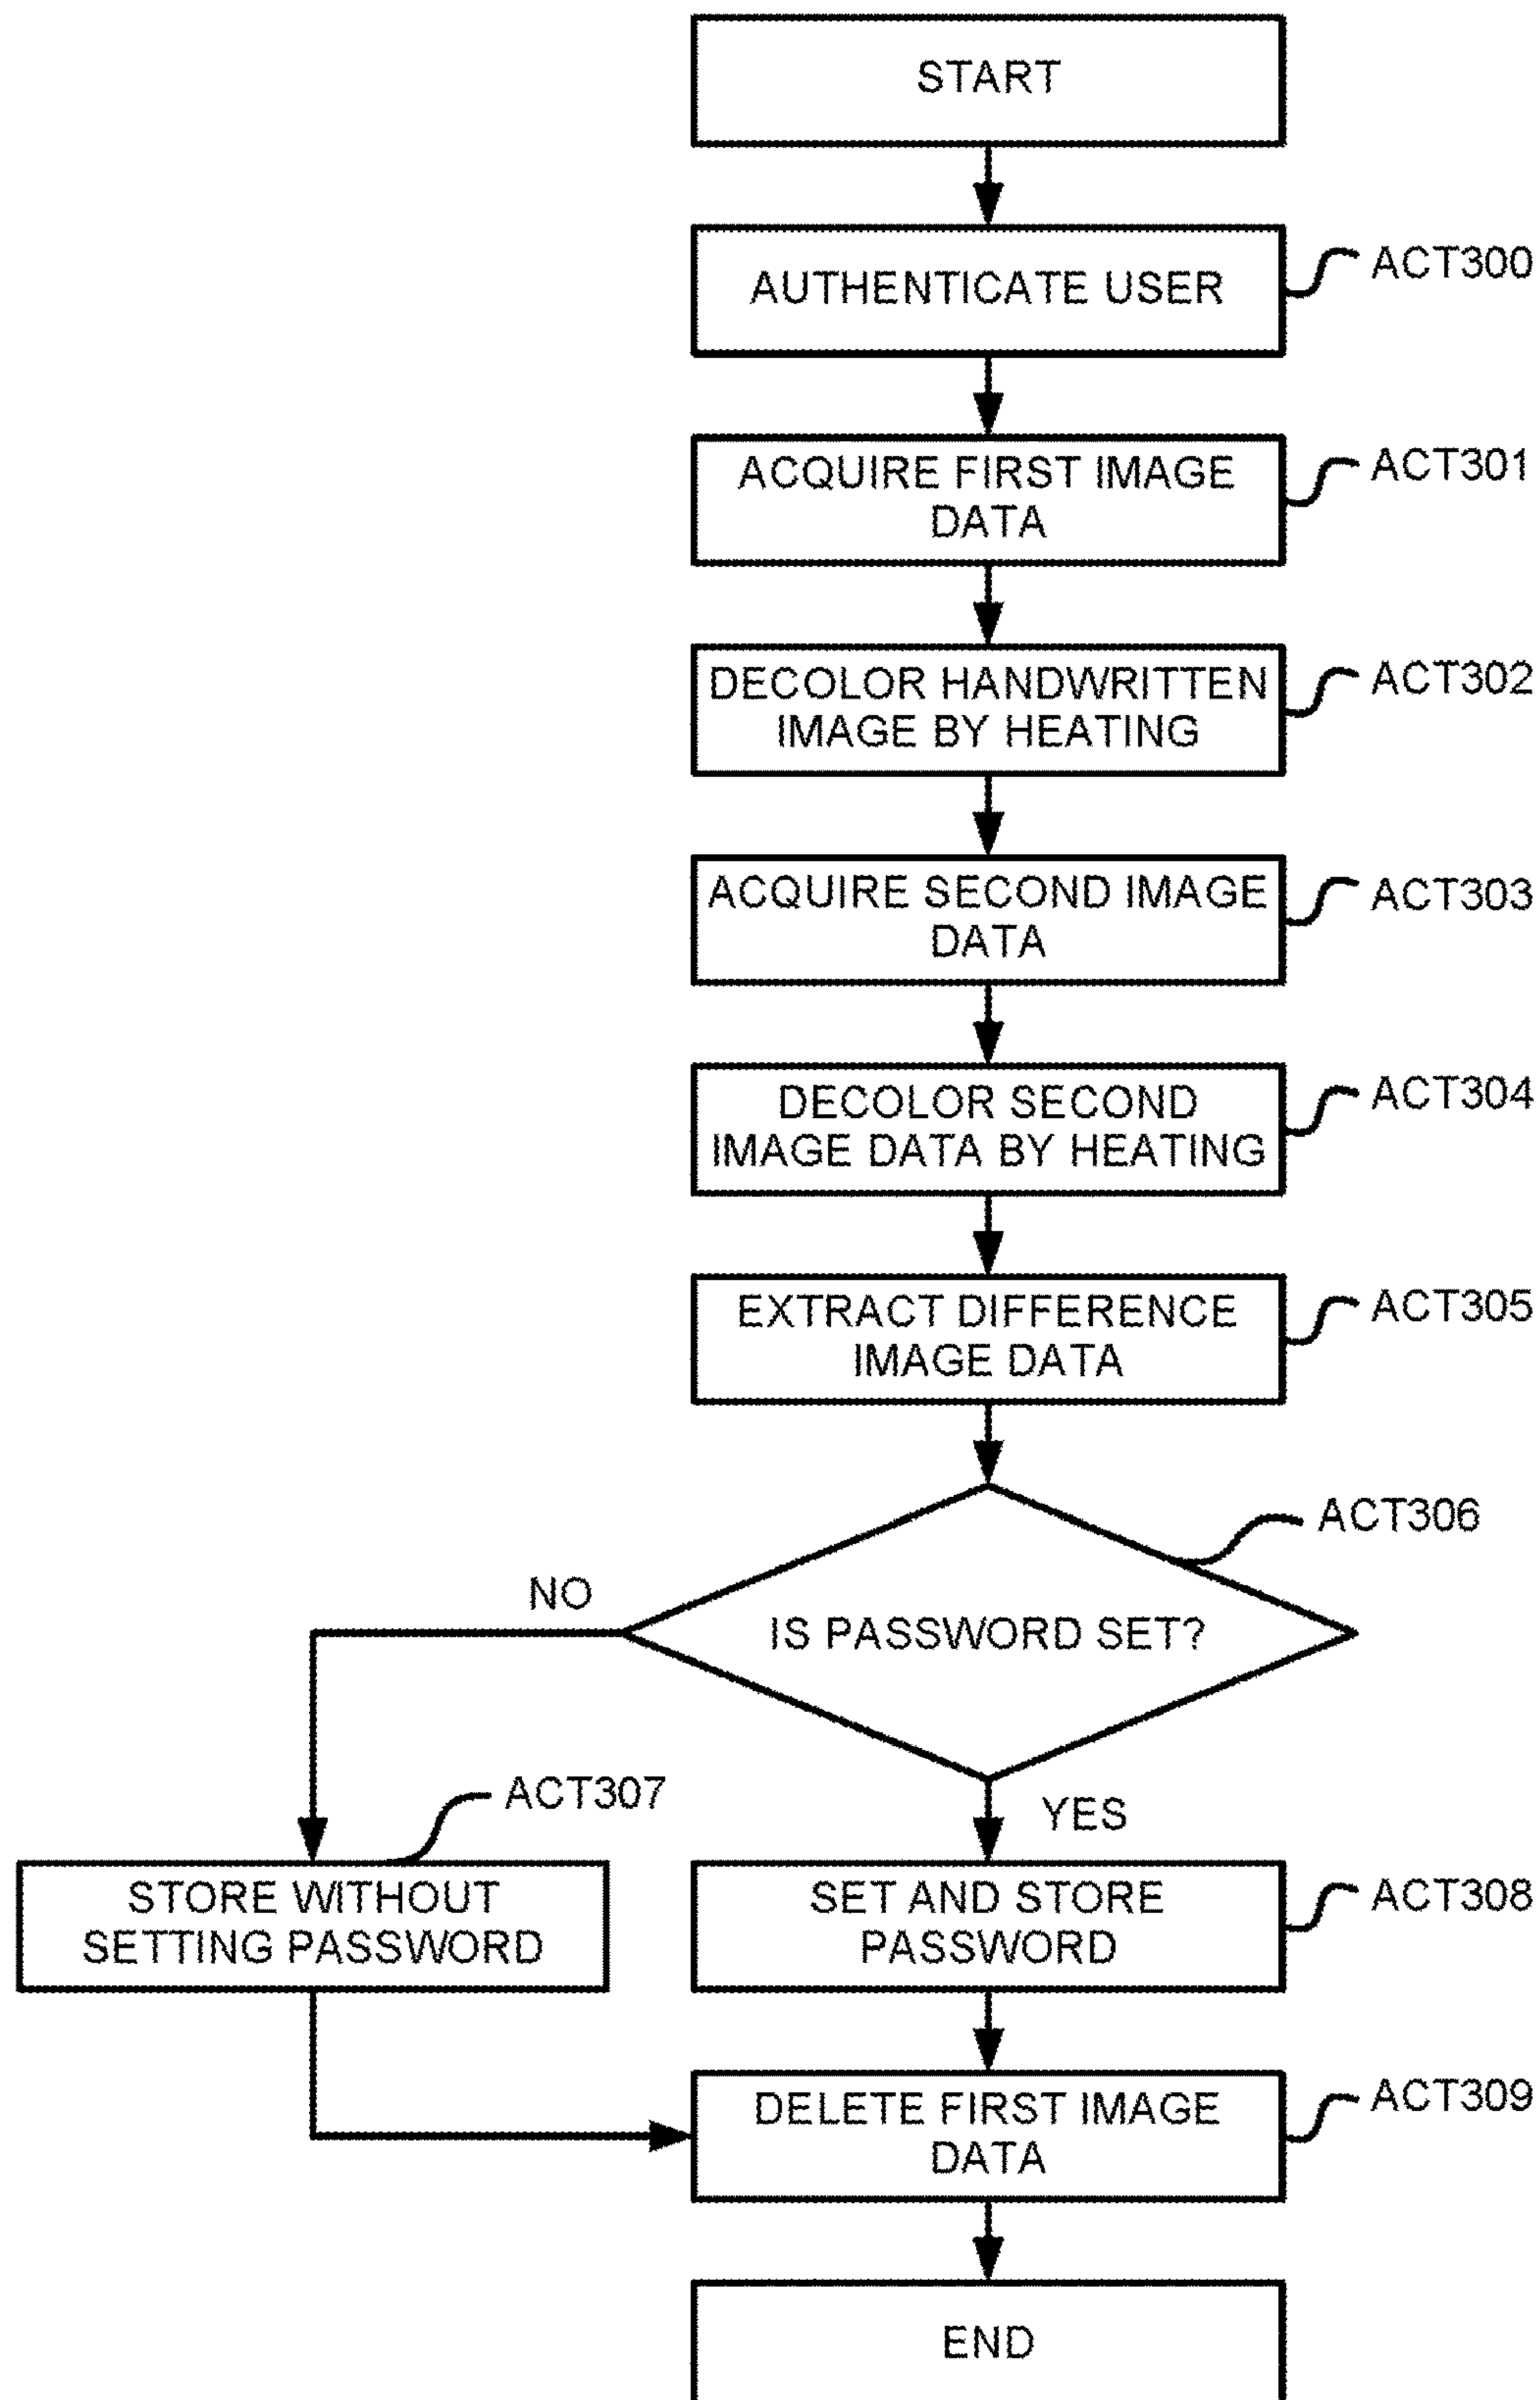 START
AUTHENTICATE USER
ACT300
ACQUIRE FIRST IMAGE
DATA
ACT301
DECOLOR HANDWRITTEN
IMAGE BY HEATING
ACT302
ACQUIRE SECOND IMAGE
DATA
ACT303
DECOLOR SECOND
IMAGE DATA BY HEATING
ACT304
EXTRACT DIFFERENCE
IMAGE DATA
ACT305
ACT306
NO
IS PASSWORD SET?
ACT307
YES
STORE WITHOUT
SETTING PASSWORD
SET AND STORE
PASSWORD
ACT308
DELETE FIRST IMAGE
DATA
ACT309
END